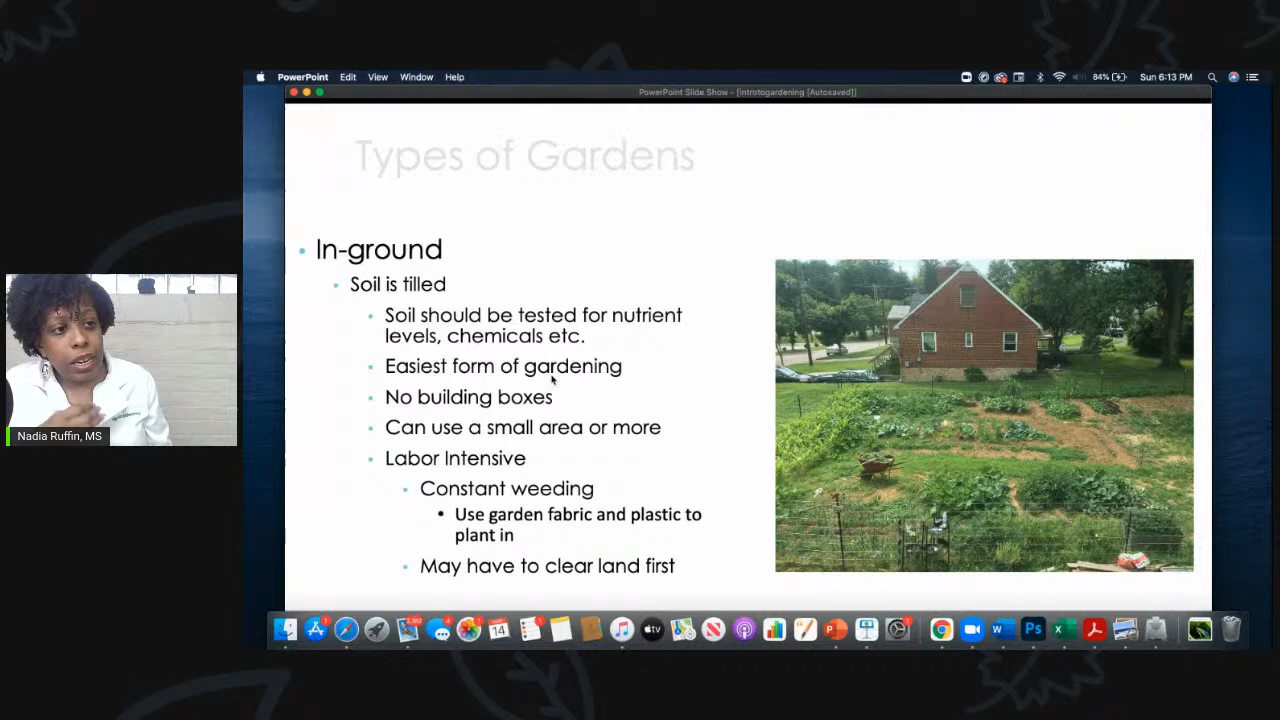 PowerPoint Edit View Window Help
84% Sun 6:13 PM
PowerPoint Slide Show - [introtogardening [Autosaved]]
Types of Gardens
• In-ground
• Soil is tilled
• Soil should be tested for nutrient
levels, chemicals etc.
• Easiest form of gardening
• No building boxes
• Can use a small area or more
• Labor Intensive
• Constant weeding
• Use garden fabric and plastic to
plant in
• May have to clear land first
Nadia Ruffin, MS
14
tv
P
W
Ps
X